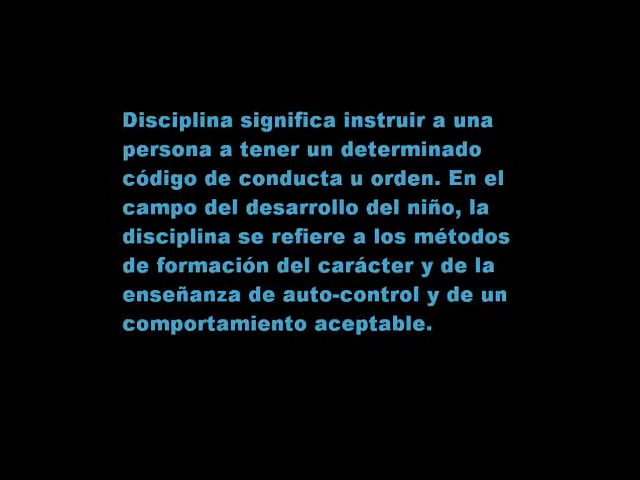 Disciplina significa instruir a una
persona a tener un determinado
código de conducta u orden. En el
campo del desarrollo del niño, la
disciplina se refiere a los métodos
de formación del carácter y de la
enseñanza de auto-control y de un
comportamiento aceptable.